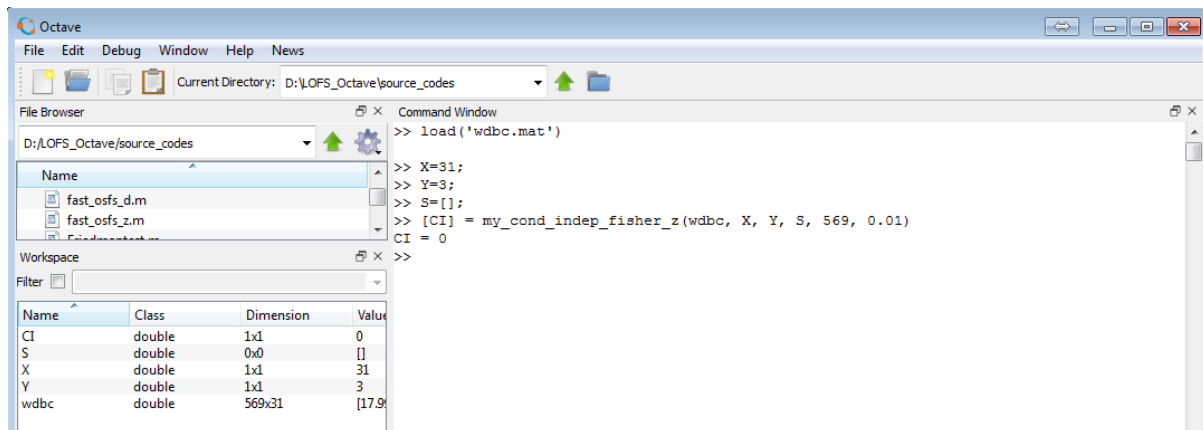 Octave
File Edit Debug Window Help News
Current Directory: D:\LOFS_Octave\source_codes
File Browser
D:/LOFS_Octave/source_codes
Name
fast_osfs_d.m
fast_osfs_z.m
Workspace
Filter
Name Class Dimension Value
CI double 1x1 0
S double 0x0 []
X double 1x1 31
Y double 1x1 3
wdbc double 569x31 [17.99
Command Window
>> load('wdbc.mat')
>> X=31;
>> Y=3;
>> S=[];
>> [CI] = my_cond_indep_fisher_z(wdbc, X, Y, S, 569, 0.01)
CI = 0
>>